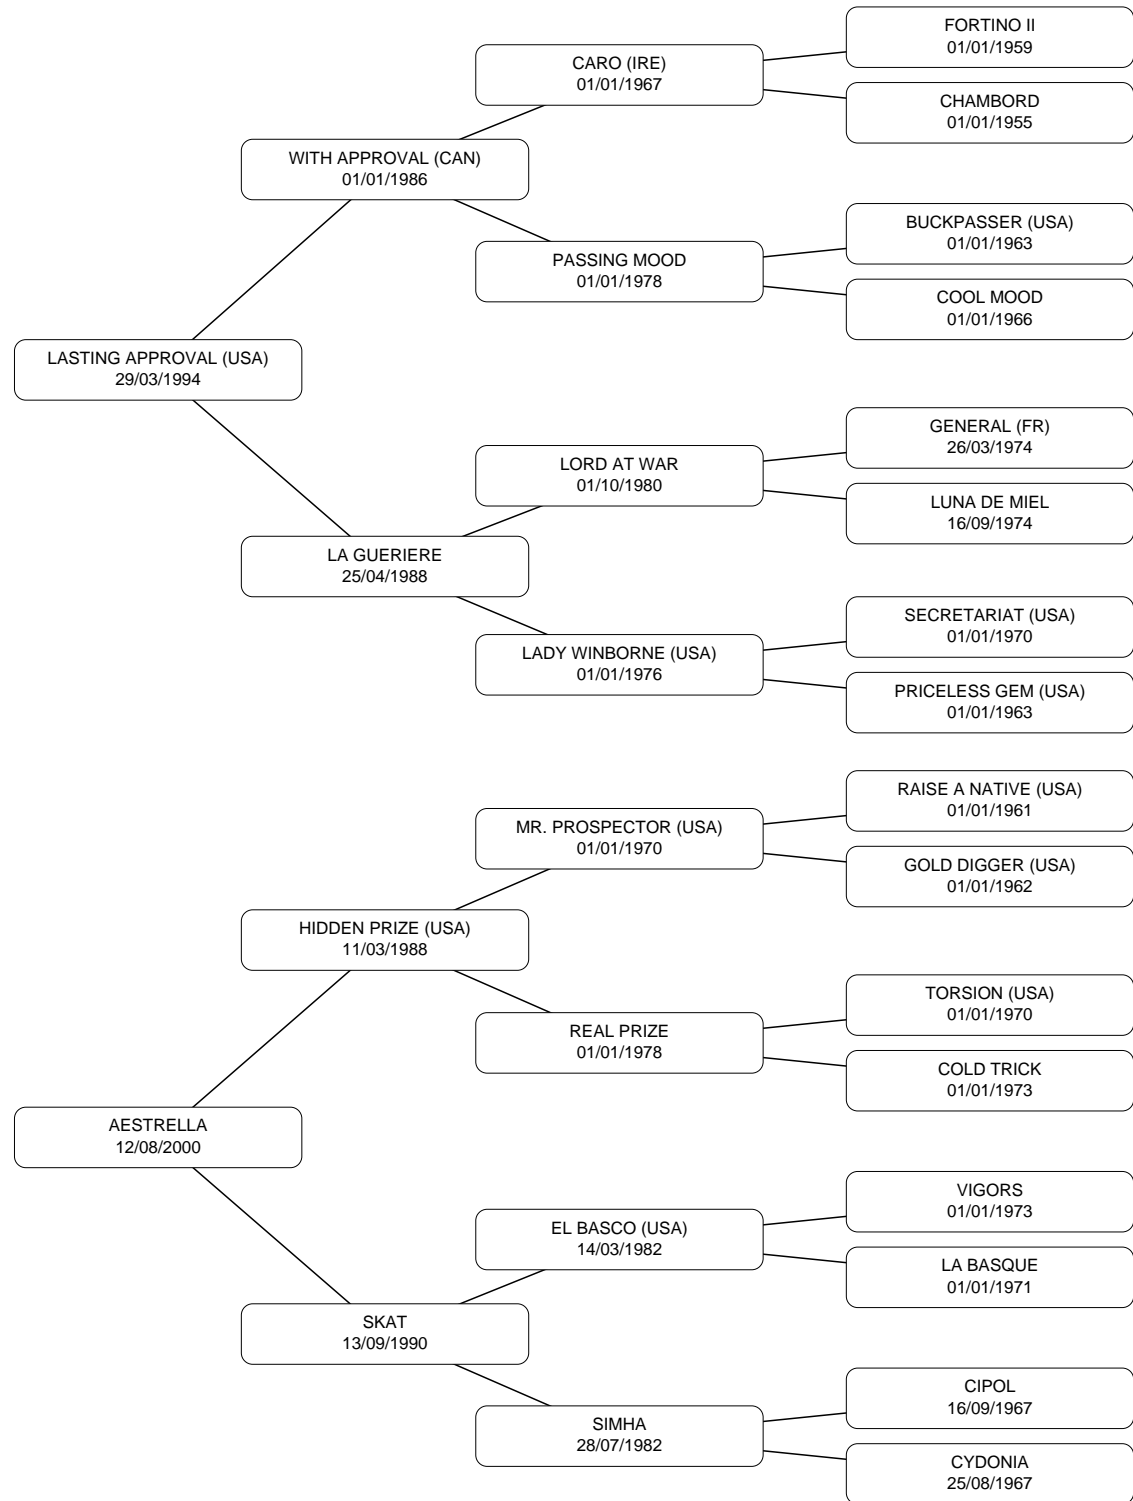 FORTINO II
01/01/1959
CARO (IRE)
01/01/1967
CHAMBORD
01/01/1955
WITH APPROVAL (CAN)
01/01/1986
BUCKPASSER (USA)
01/01/1963
PASSING MOOD
01/01/1978
COOL MOOD
01/01/1966
LASTING APPROVAL (USA)
29/03/1994
GENERAL (FR)
26/03/1974
LORD AT WAR
01/10/1980
LUNA DE MIEL
16/09/1974
LA GUERIERE
25/04/1988
SECRETARIAT (USA)
01/01/1970
LADY WINBORNE (USA)
01/01/1976
PRICELESS GEM (USA)
01/01/1963
RAISE A NATIVE (USA)
01/01/1961
MR. PROSPECTOR (USA)
01/01/1970
GOLD DIGGER (USA)
01/01/1962
HIDDEN PRIZE (USA)
11/03/1988
TORSION (USA)
01/01/1970
REAL PRIZE
01/01/1978
COLD TRICK
01/01/1973
AESTRELLA
12/08/2000
VIGORS
01/01/1973
EL BASCO (USA)
14/03/1982
LA BASQUE
01/01/1971
SKAT
13/09/1990
CIPOL
16/09/1967
SIMHA
28/07/1982
CYDONIA
25/08/1967